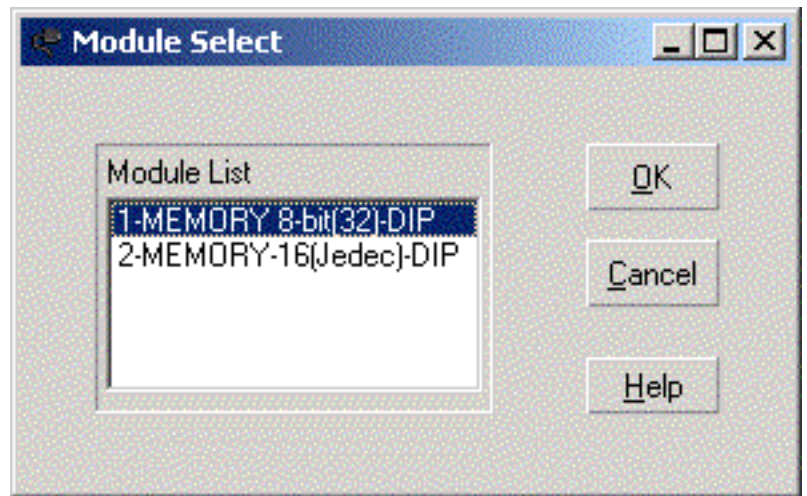 Module Select
Module List
1-MEMORY 8-bit(32)-DIP
2-MEMORY-16(Jedec)-DIP
OK
Cancel
Help